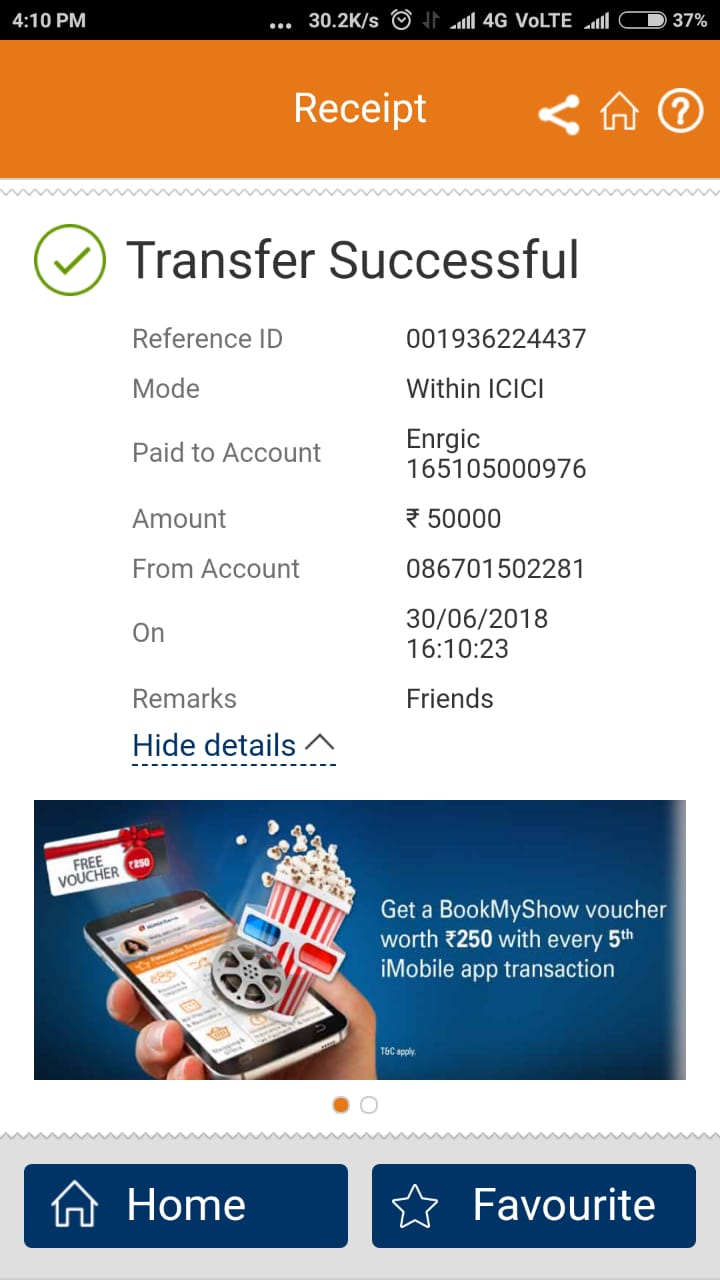 4:10 PM ... 30.2K/s 4G VoLTE 37%
Receipt
Transfer Successful
Reference ID 001936224437
Mode Within ICICI
Paid to Account Enrgic
165105000976
Amount ₹ 50000
From Account 086701502281
On 30/06/2018
16:10:23
Remarks Friends
Hide details
FREE
VOUCHER ₹250
Get a BookMyShow voucher
worth ₹250 with every 5th
iMobile app transaction
T&C apply.
Home Favourite